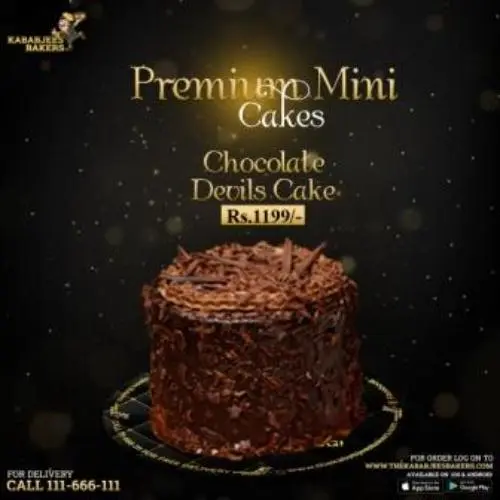 KABABJEES
BAKERS
Premium Mini
Cakes
Chocolate
Devils Cake
Rs.1199/-
FOR DELIVERY
CALL 111-666-111
FOR ORDER LOG ON TO
WWW.THEKABABJEESBAKERS.COM
AVAILABLE ON IOS & ANDROID
App Store
Google Play